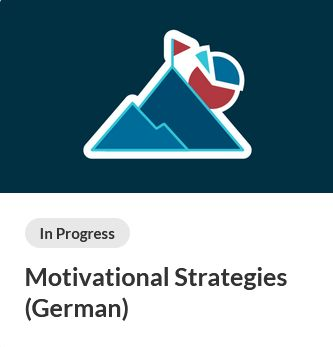 In Progress
Motivational Strategies
(German)